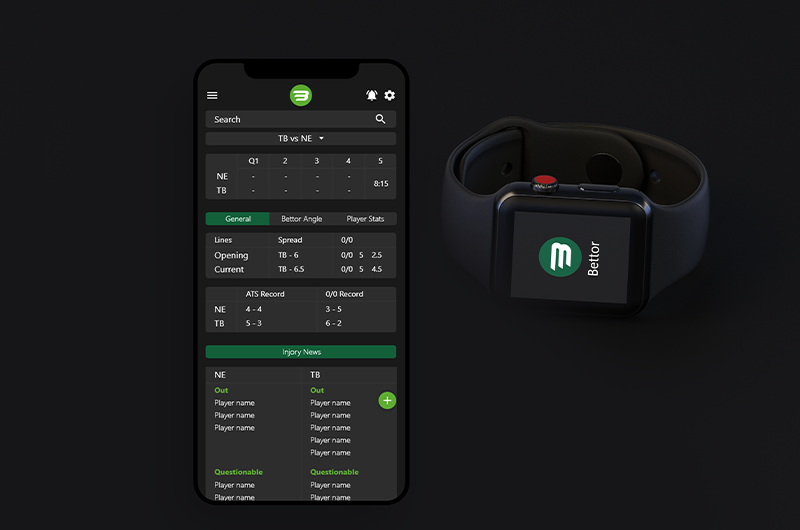 Search
TB vs NE
Q1 2 3 4 5
NE - - - -
8:15
TB - - - -
General Bettor Angle Player Stats
Lines Spread 0/0
Opening TB - 6 0/0 5 2.5
Current TB - 6.5 0/0 5 4.5
ATS Record 0/0 Record
NE 4 - 4 3 - 5
TB 5 - 3 6 - 2
Injory News
NE TB
Out Out
Player name Player name
Player name Player name
Player name Player name
Player name
Player name
Player name
Questionable Questionable
Player name Player name
Player name Player name
Bettor